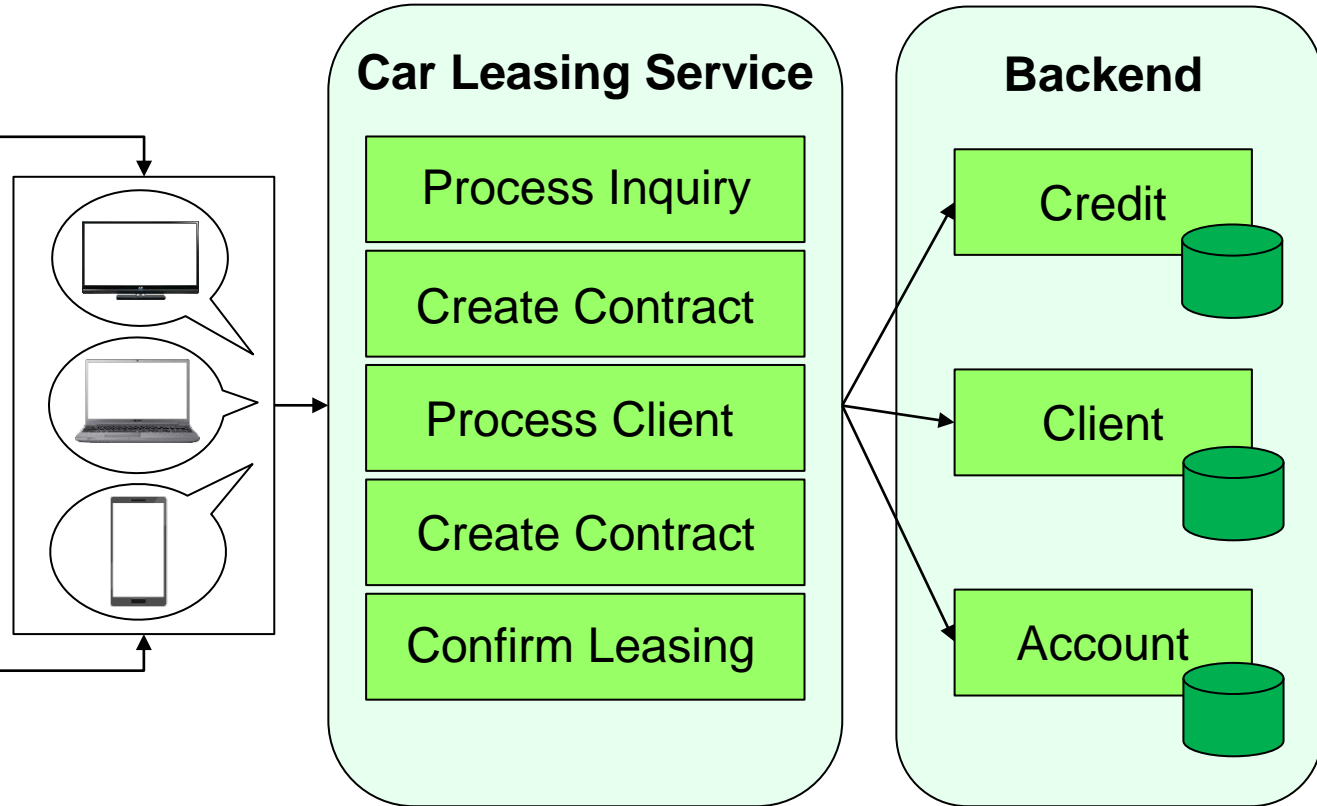 Car Leasing Service
Process Inquiry
Create Contract
Process Client
Create Contract
Confirm Leasing
Backend
Credit
Client
Account